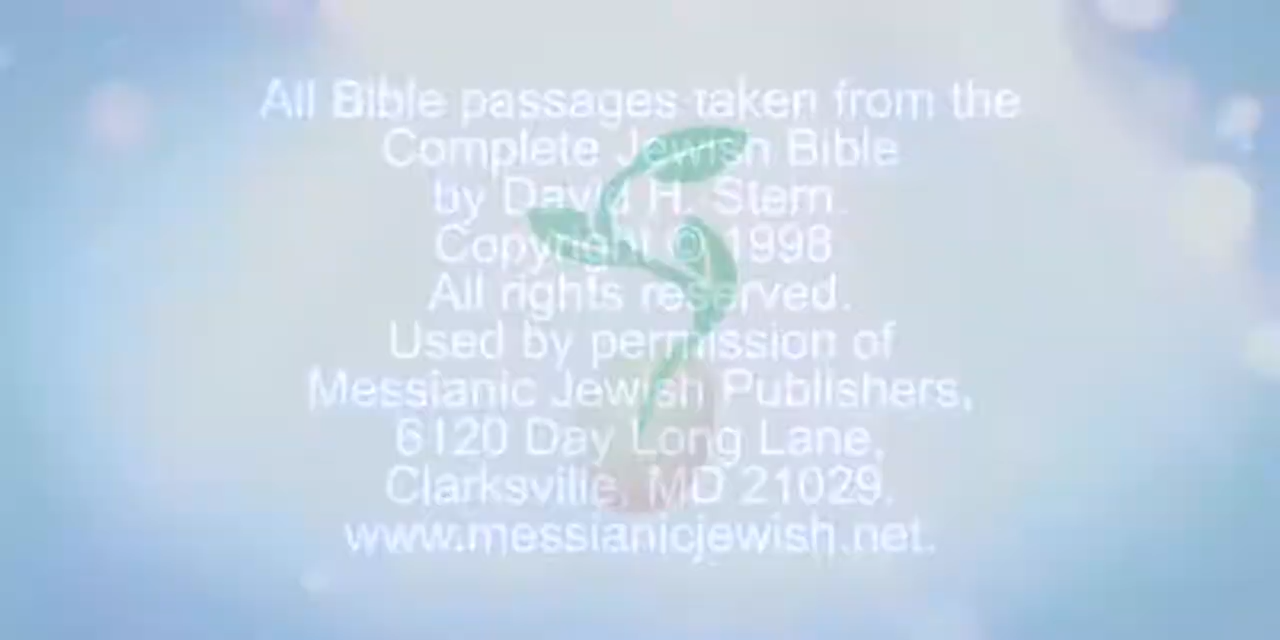 All Bible passages taken from the
Complete Jewish Bible
by David H. Stern.
Copyright © 1998
All rights reserved.
Used by permission of
Messianic Jewish Publishers,
6120 Day Long Lane,
Clarksville, MD 21029.
www.messianicjewish.net.